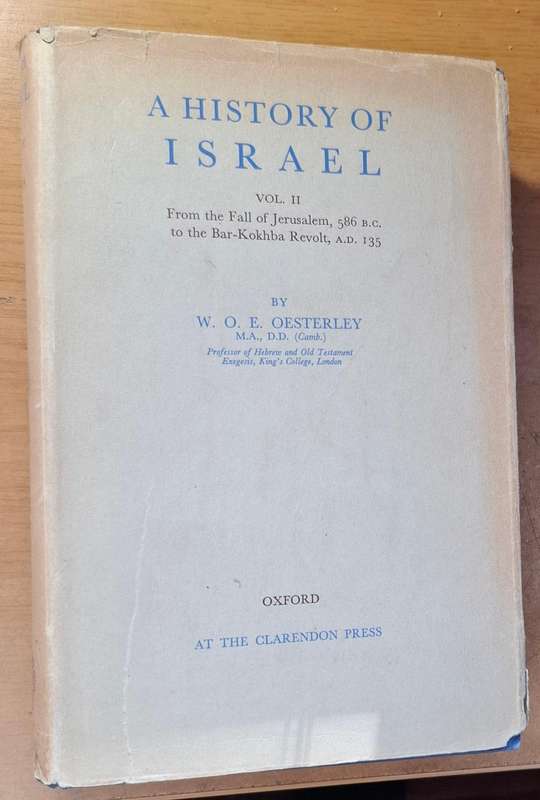 A HISTORY OF
ISRAEL
VOL. II
From the Fall of Jerusalem, 586 B.C.
to the Bar-Kokhba Revolt, A.D. 135
BY
W. O. E. OESTERLEY
M.A., D.D. (Camb.)
Professor of Hebrew and Old Testament
Exegesis, King's College, London
OXFORD
AT THE CLARENDON PRESS